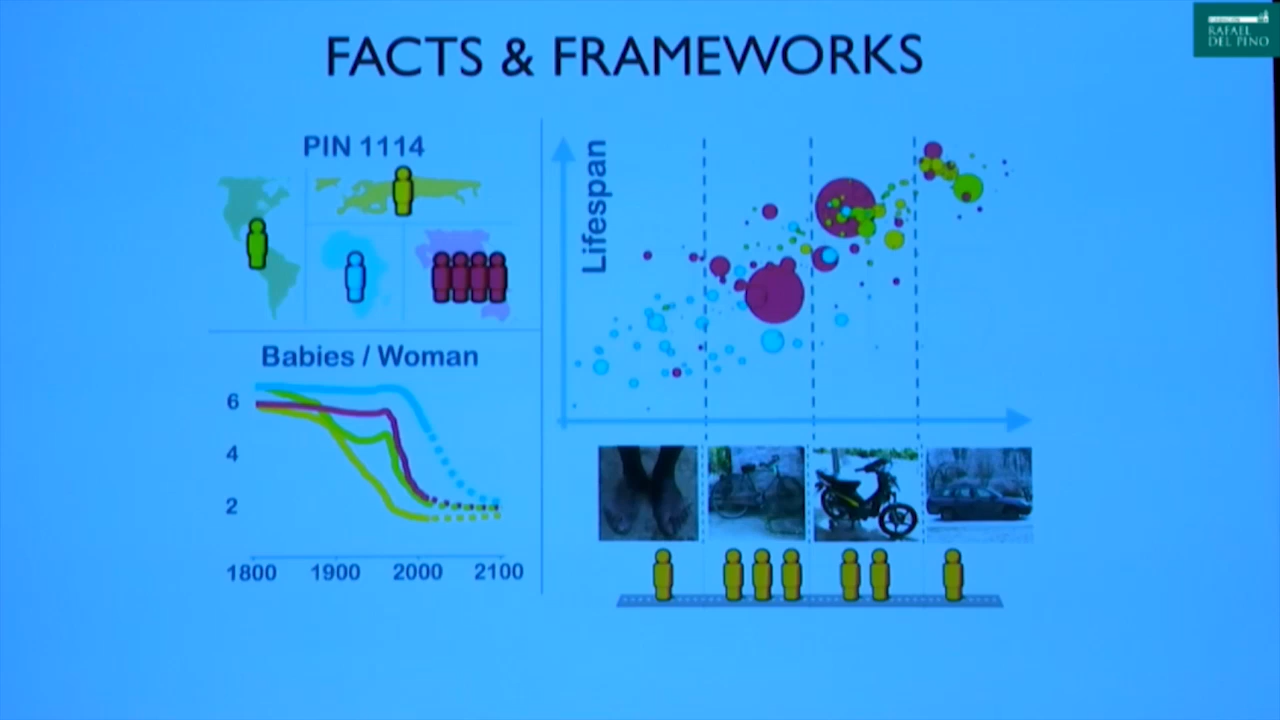 FACTS & FRAMEWORKS
RAFAEL
DEL PINO
PIN 1114
Lifespan
Babies / Woman
6
4
2
1800 1900 2000 2100